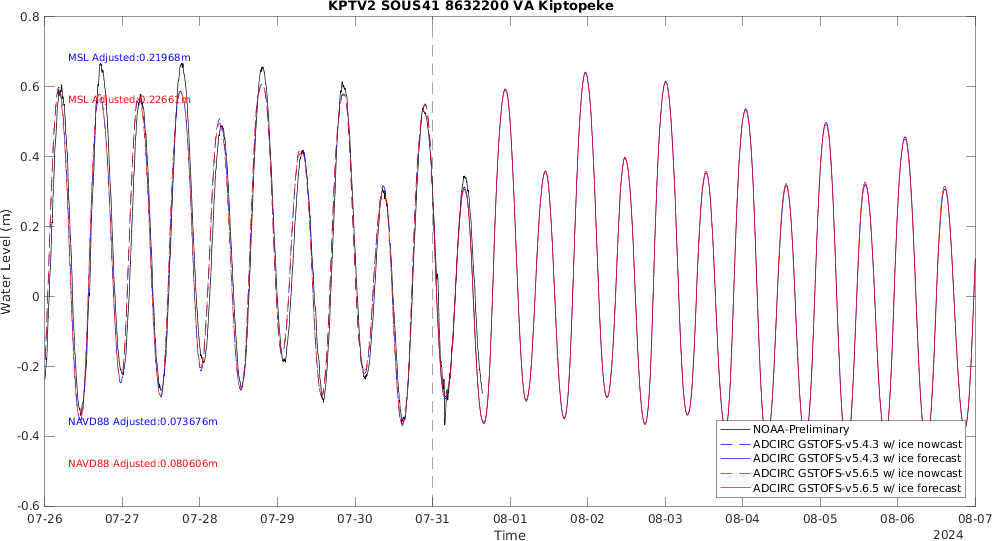 KPTV2 SOUS41 8632200 VA Kiptopeke
0.8
0.6
0.4
0.2
0
-0.2
-0.4
-0.6
Water Level (m)
MSL Adjusted:0.21968m
MSL Adjusted:0.22661m
NAVD88 Adjusted:0.073676m
NAVD88 Adjusted:0.080606m
NOAA-Preliminary
ADCIRC GSTOFS-v5.4.3 w/ ice nowcast
ADCIRC GSTOFS-v5.4.3 w/ ice forecast
ADCIRC GSTOFS-v5.6.5 w/ ice nowcast
ADCIRC GSTOFS-v5.6.5 w/ ice forecast
07-26 07-27 07-28 07-29 07-30 07-31 08-01 08-02 08-03 08-04 08-05 08-06 08-07
Time
2024